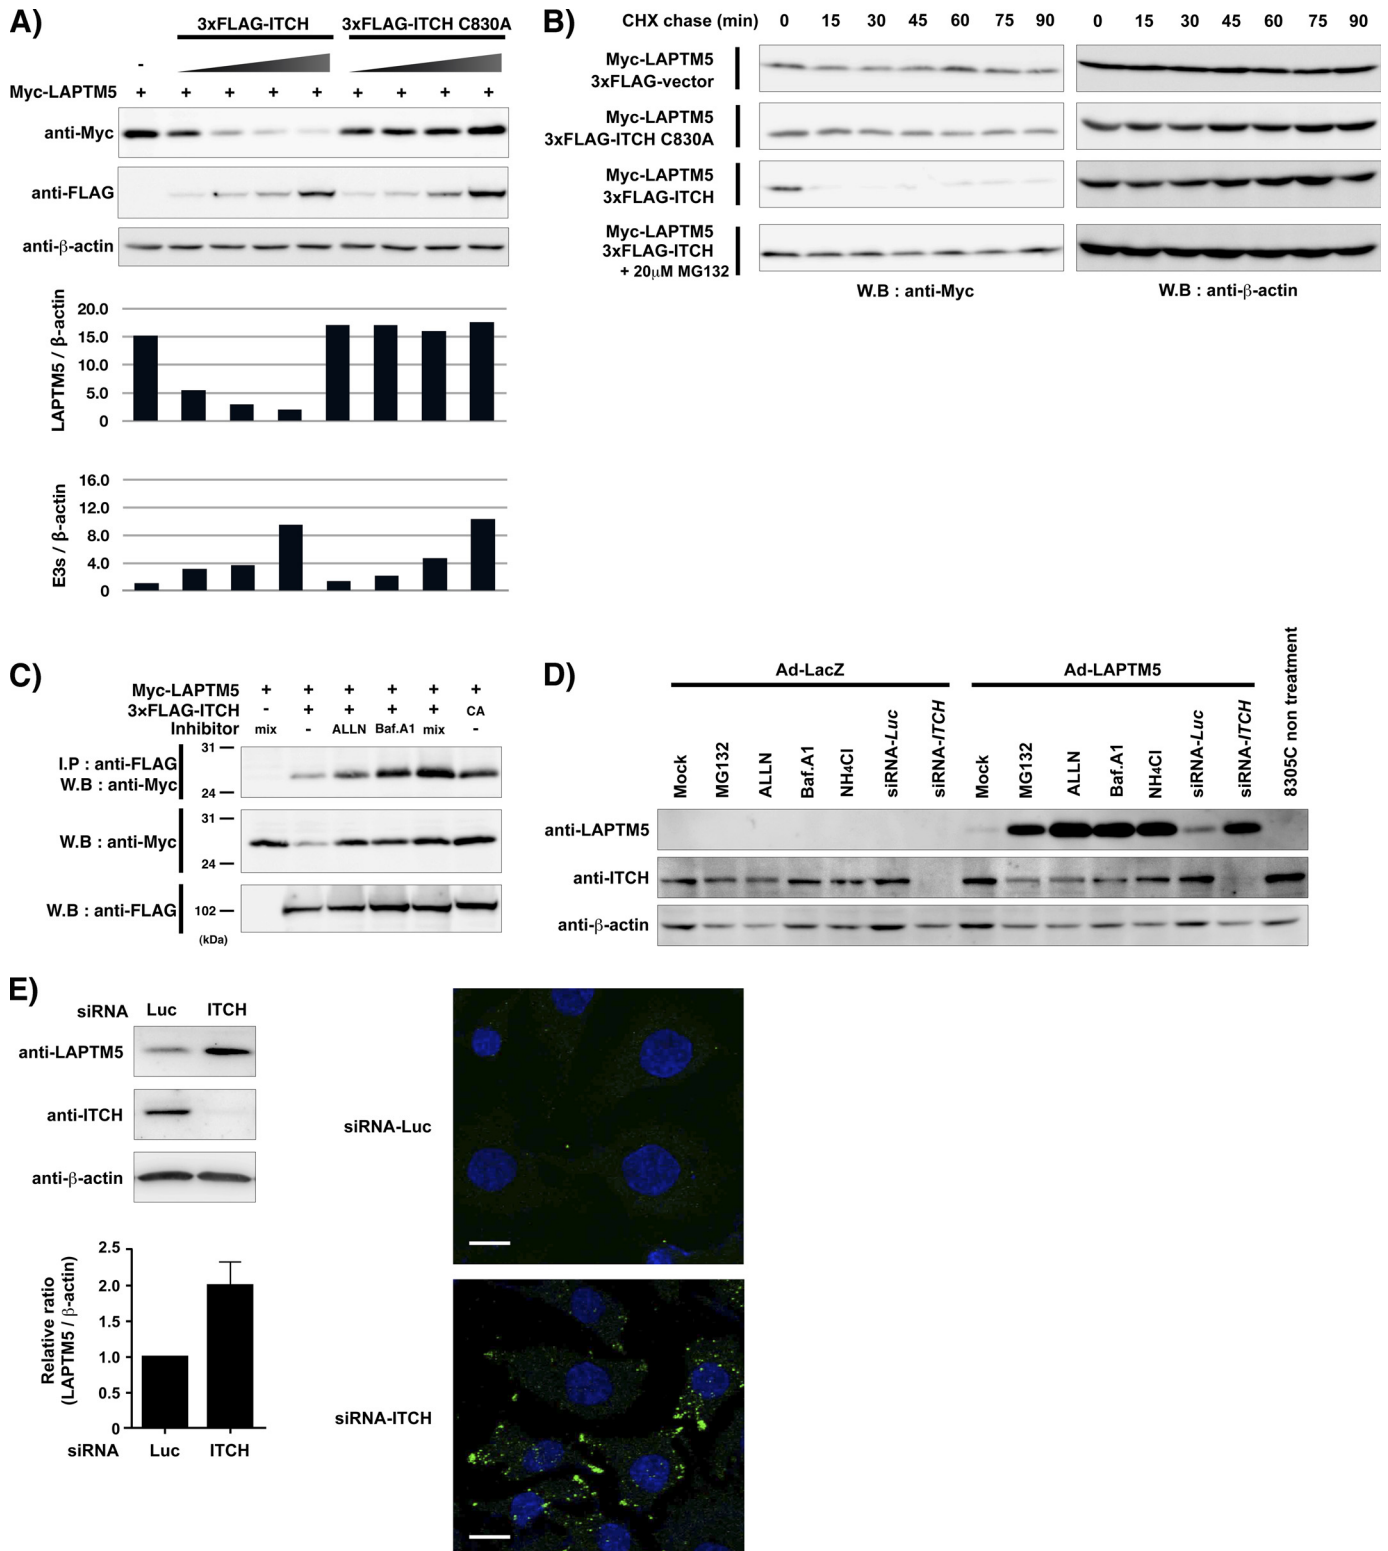 A)
3xFLAG-ITCH 3xFLAG-ITCH C830A
-
Myc-LAPTM5 + + + + + + + + +
anti-Myc
anti-FLAG
anti-β-actin
LAPTM5 / β-actin
20.0
15.0
10.0
5.0
0
E3s / β-actin
16.0
12.0
8.0
4.0
0
B)
CHX chase (min) 0 15 30 45 60 75 90 0 15 30 45 60 75 90
Myc-LAPTM5
3xFLAG-vector
Myc-LAPTM5
3xFLAG-ITCH C830A
Myc-LAPTM5
3xFLAG-ITCH
Myc-LAPTM5
3xFLAG-ITCH
+ 20μM MG132
W.B : anti-Myc W.B : anti-β-actin
C)
Myc-LAPTM5 + + + + + +
3×FLAG-ITCH - + + + + CA
Inhibitor mix - ALLN Baf.A1 mix -
I.P : anti-FLAG
W.B : anti-Myc
31
24
W.B : anti-Myc
31
24
W.B : anti-FLAG
102
(kDa)
D)
Ad-LacZ Ad-LAPTM5
Mock MG132 ALLN Baf.A1 NH4Cl siRNA-Luc siRNA-ITCH Mock MG132 ALLN Baf.A1 NH4Cl siRNA-Luc siRNA-ITCH 8305C non treatment
anti-LAPTM5
anti-ITCH
anti-β-actin
E)
siRNA Luc ITCH
anti-LAPTM5
anti-ITCH
anti-β-actin
Relative ratio
(LAPTM5 / β-actin)
2.5
2.0
1.5
1.0
0.5
0
siRNA Luc ITCH
siRNA-Luc
siRNA-ITCH